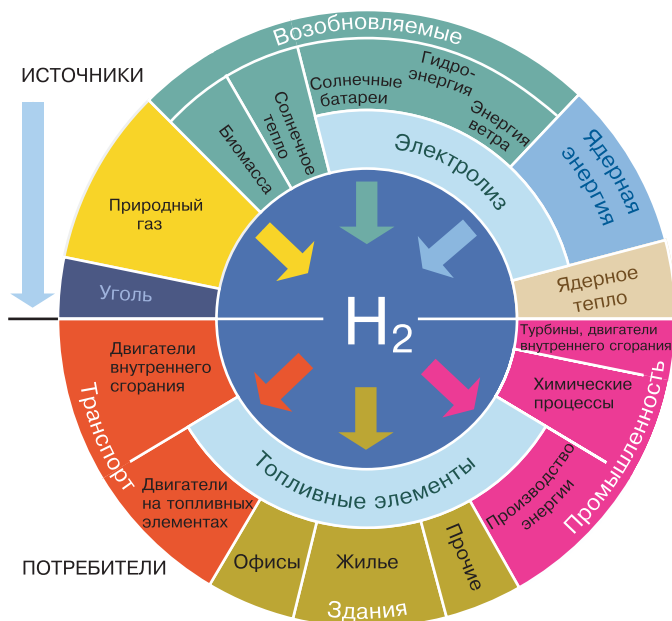 Возобновляемые
ИСТОЧНИКИ
Гидро-
энергия
Солнечные
батареи
Энергия
ветра
Солнечное
тепло
Биомасса
Электролиз
Ядерная
энергия
Природный
газ
Уголь
Ядерное
тепло
H2
Двигатели
внутреннего
сгорания
Транспорт
Двигатели
на топливных
элементах
Топливные элементы
Турбины, двигатели
внутреннего сгорания
Химические
процессы
Промышленность
Производство
энергии
ПОТРЕБИТЕЛИ
Офисы
Жилье
Прочие
Здания